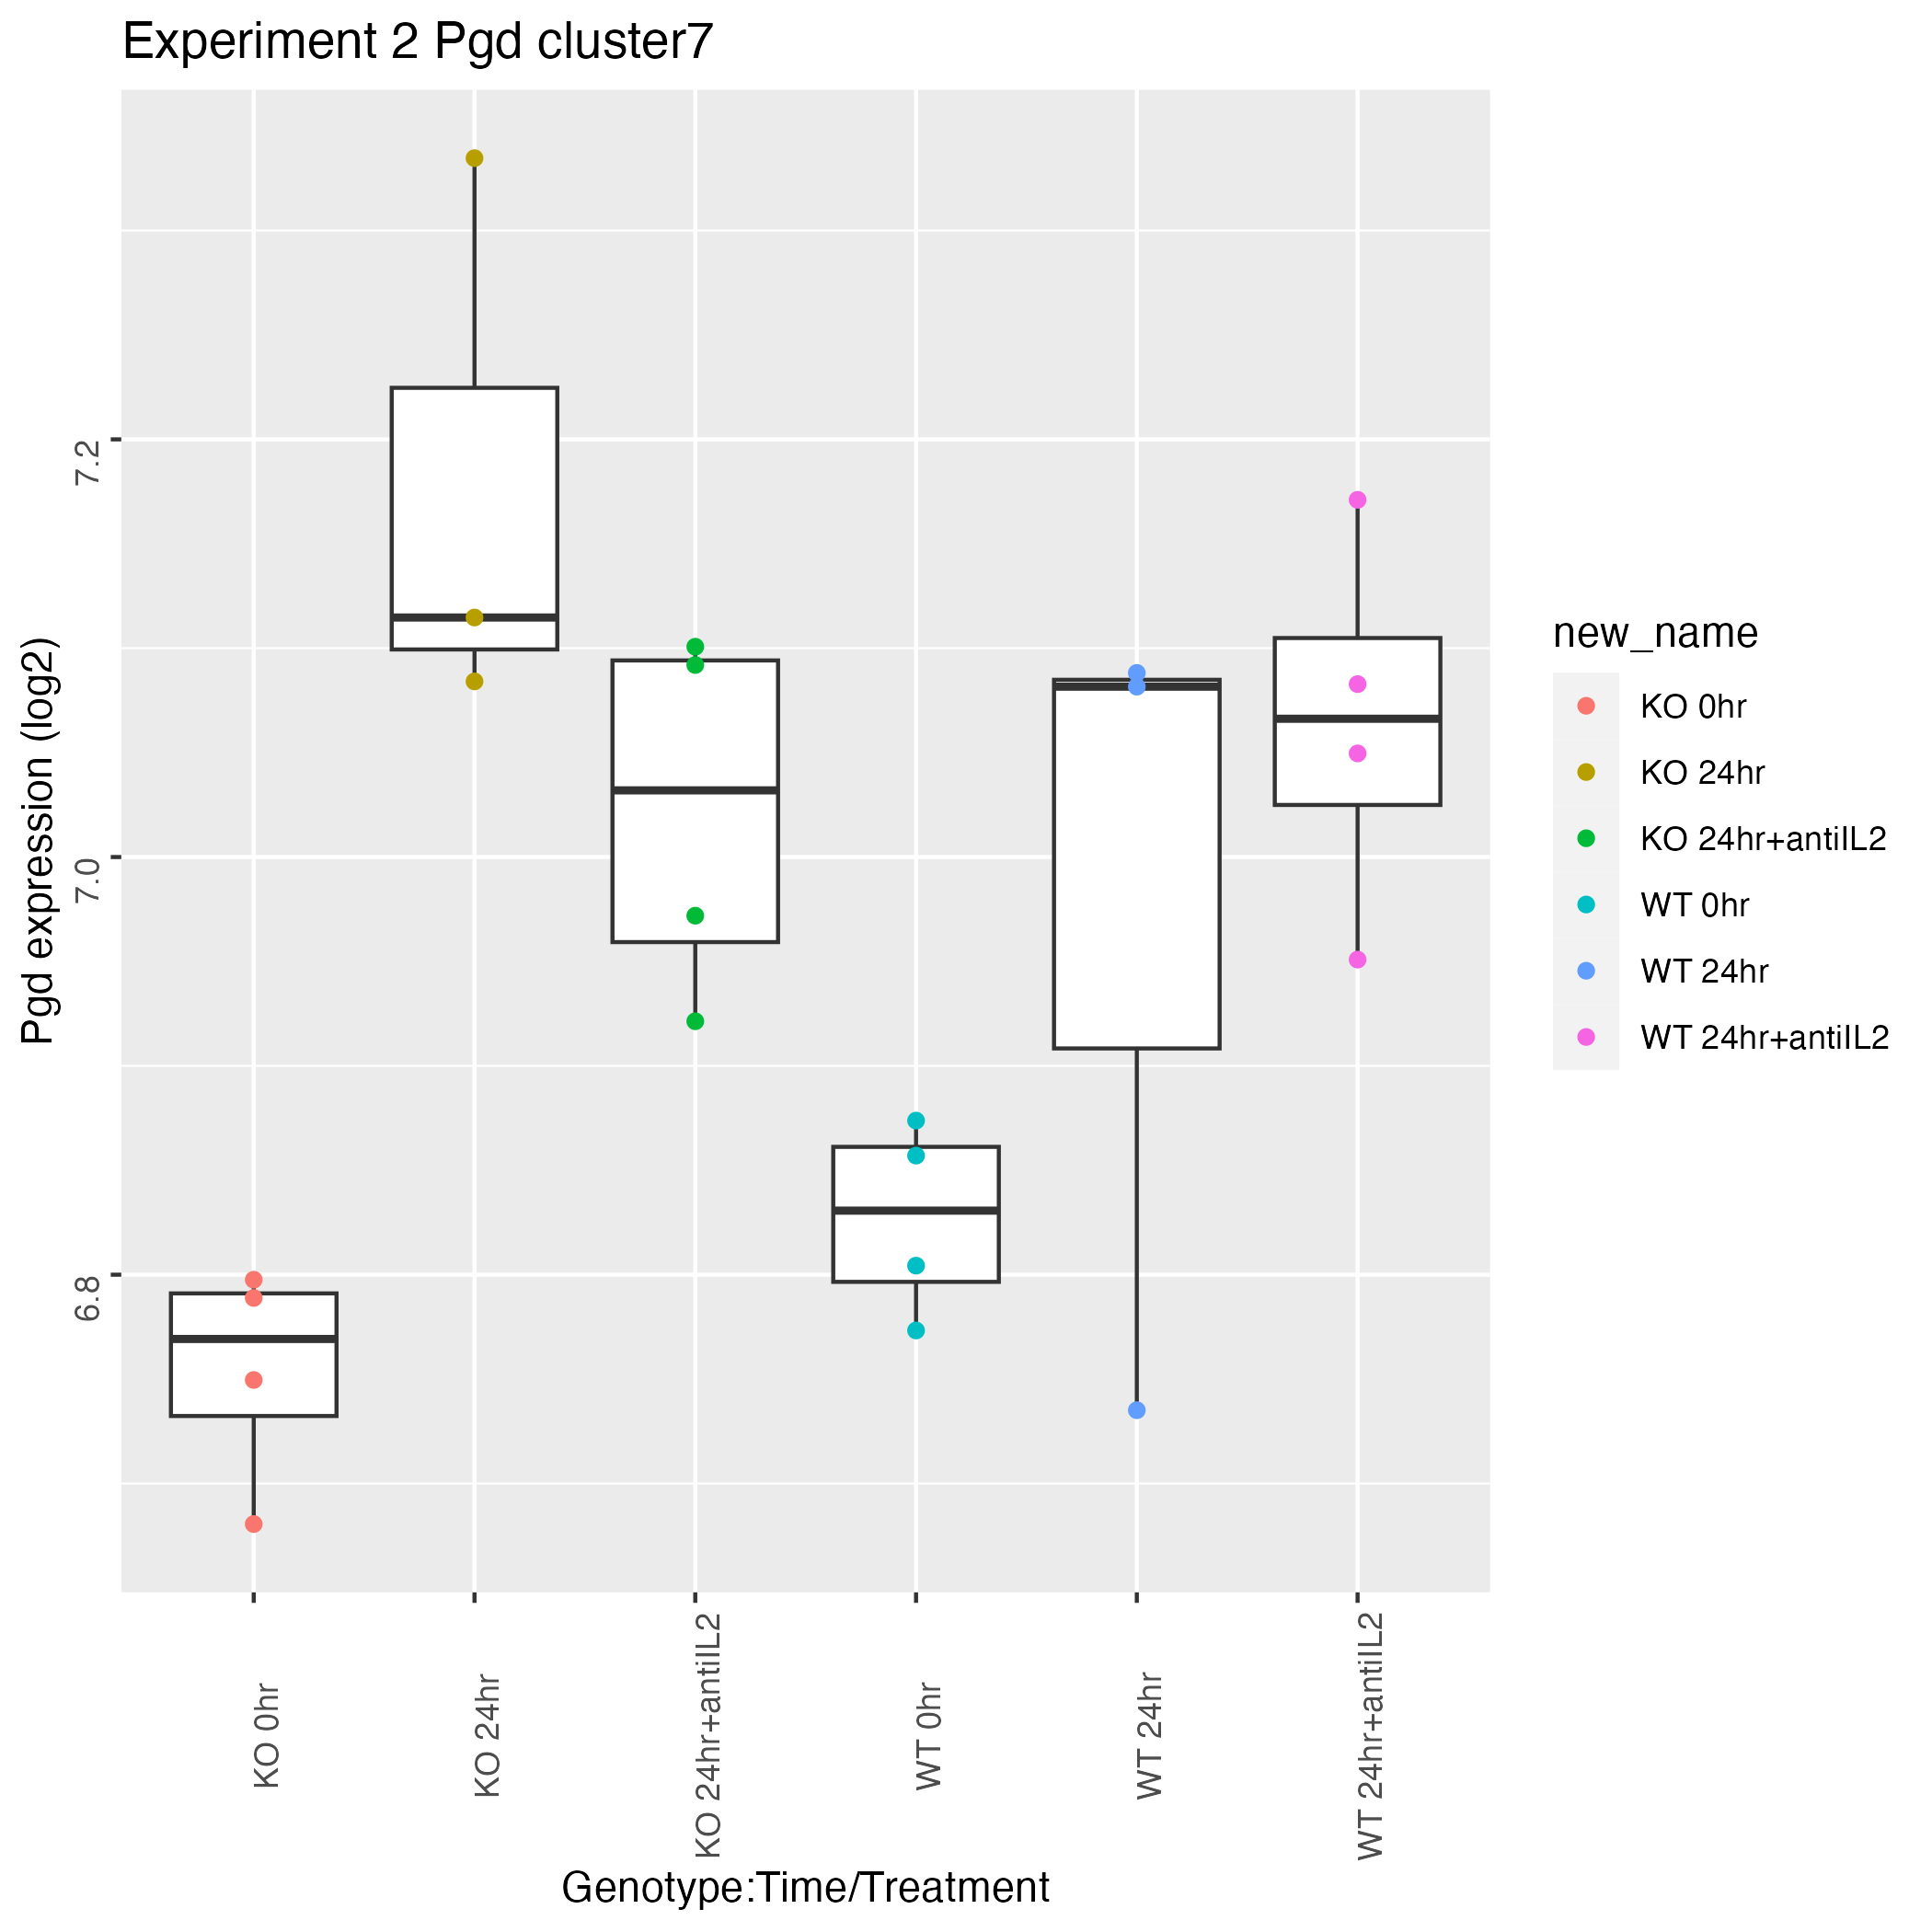 Experiment 2 Pgd cluster7
Pgd expression (log2)
7.2
7.0
6.8
KO 0hr
KO 24hr
KO 24hr+antiIL2
WT 0hr
WT 24hr
WT 24hr+antiIL2
Genotype:Time/Treatment
new_name
KO 0hr
KO 24hr
KO 24hr+antiIL2
WT 0hr
WT 24hr
WT 24hr+antiIL2